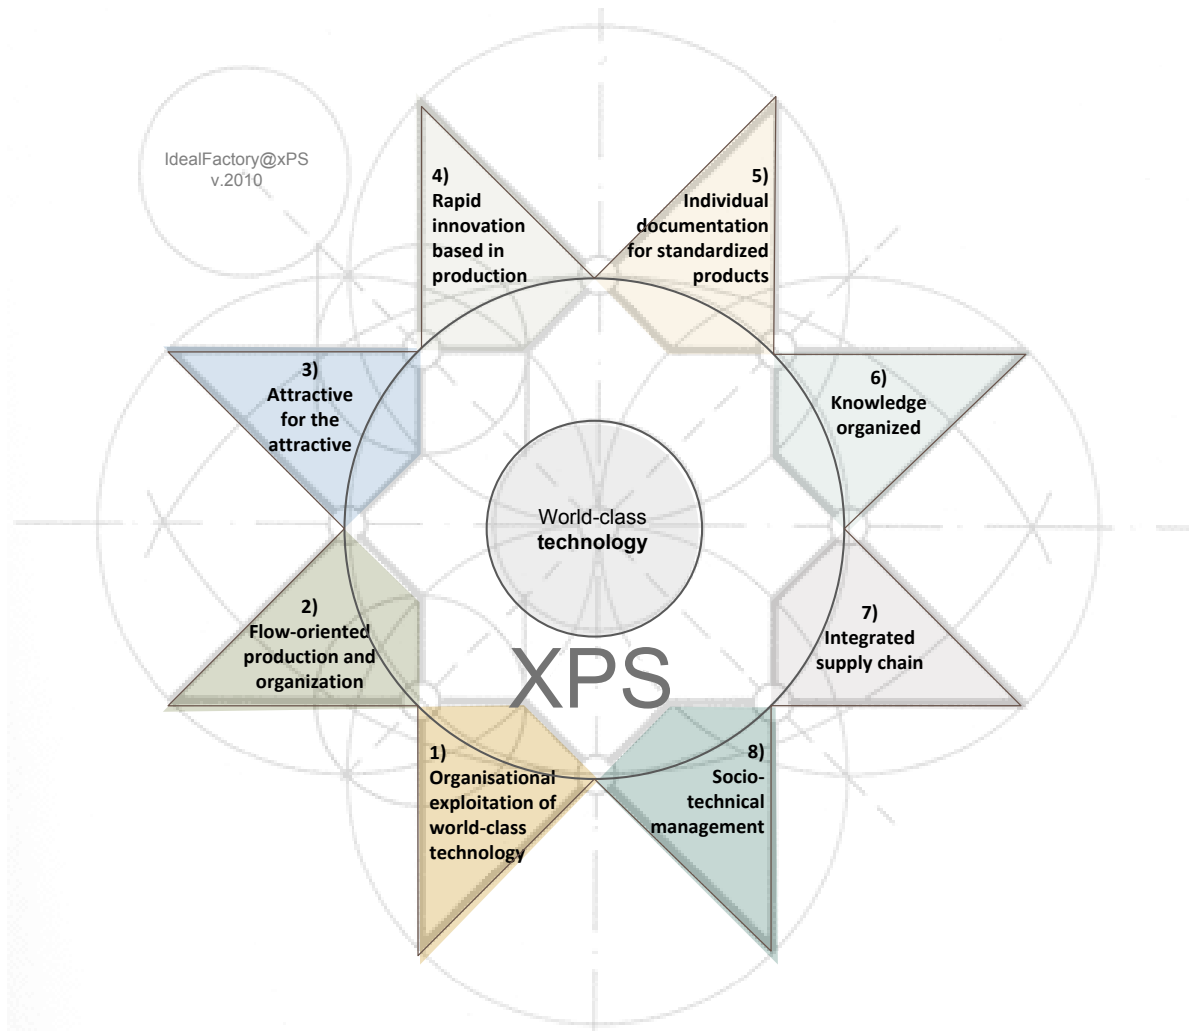 IdealFactory@xPS
v.2010
4)
Rapid
innovation
based in
production
5)
Individual
documentation
for standardized
products
3)
Attractive
for the
attractive
6)
Knowledge
organized
World-class
technology
2)
Flow-oriented
production and
organization
7)
Integrated
supply chain
XPS
1)
Organisational
exploitation of
world-class
technology
8)
Socio-
technical
management